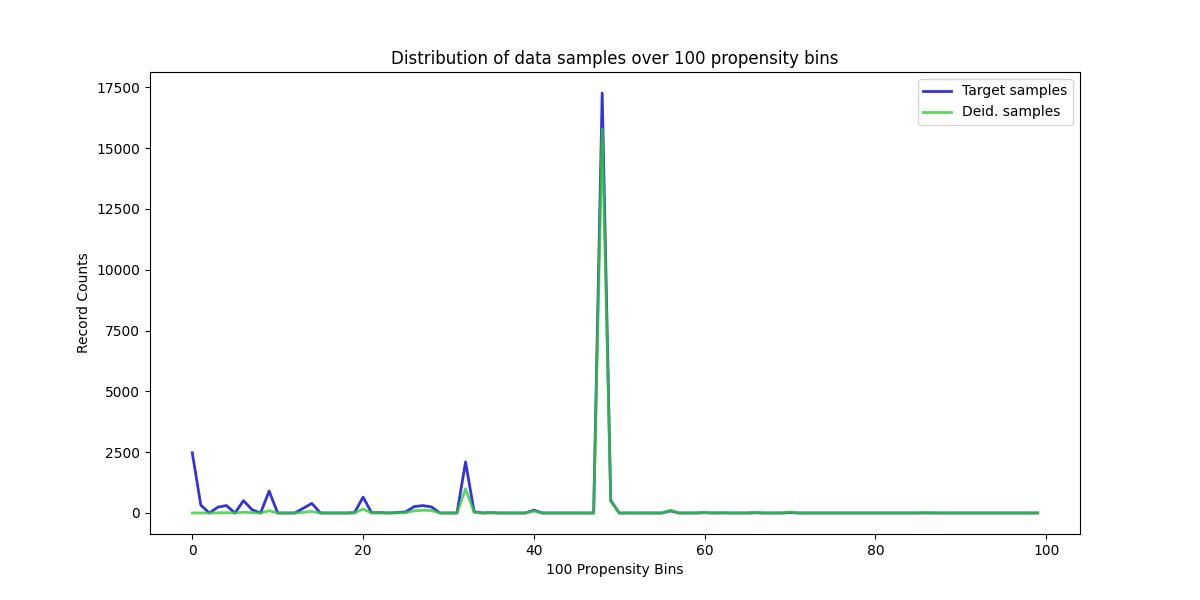 Distribution of data samples over 100 propensity bins
Target samples
Deid. samples
17500
15000
12500
10000
7500
5000
2500
0
Record Counts
0 20 40 60 80 100
100 Propensity Bins